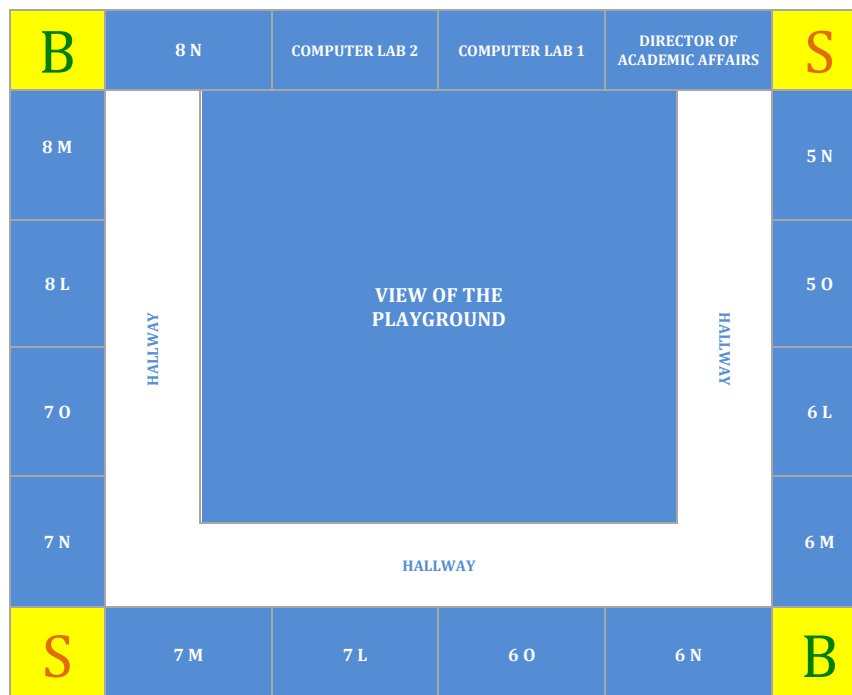 B
8 N
COMPUTER LAB 2
COMPUTER LAB 1
DIRECTOR OF
ACADEMIC AFFAIRS
S
8 M
5 N
8 L
VIEW OF THE
PLAYGROUND
5 O
HALLWAY
HALLWAY
7 O
6 L
7 N
6 M
HALLWAY
S
7 M
7 L
6 O
6 N
B